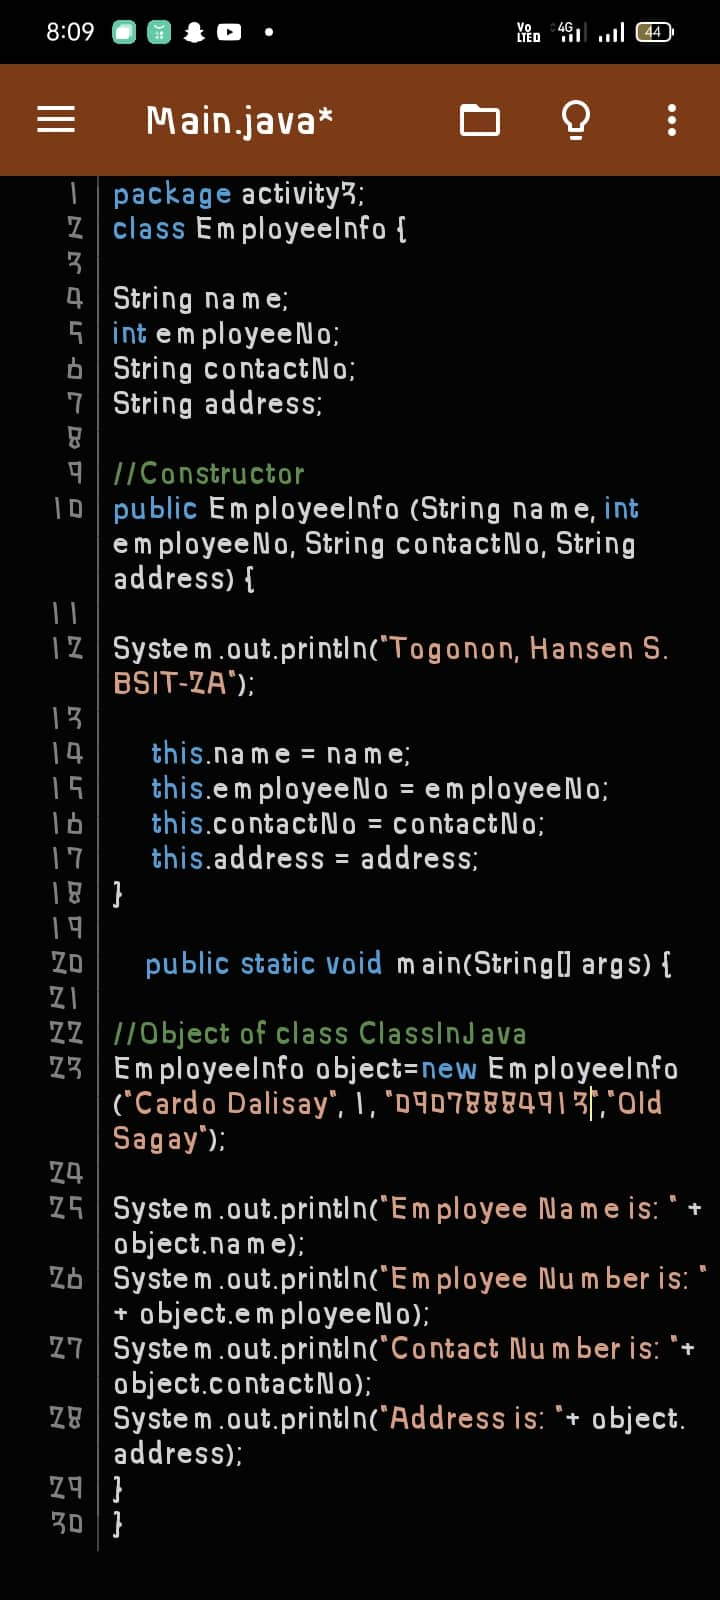 8:09
Vo
LTED
4G
44
Main.java*
1 package activity3;
2 class EmployeeInfo {
3
4 String name;
5 int employeeNo;
6 String contactNo;
7 String address;
8
9 //Constructor
10 public EmployeeInfo (String name, int
employeeNo, String contactNo, String
address) {
11
12 System.out.println("Togonon, Hansen S.
BSIT-2A");
13
14 this.name = name;
15 this.employeeNo = employeeNo;
16 this.contactNo = contactNo;
17 this.address = address;
18 }
19
20 public static void main(String[] args) {
21
22 //Object of class ClassInJava
23 EmployeeInfo object=new EmployeeInfo
("Cardo Dalisay", 1, "09078884913","Old
Sagay");
24
25 System.out.println("Employee Name is: " +
object.name);
26 System.out.println("Employee Number is: "
+ object.employeeNo);
27 System.out.println("Contact Number is: "+
object.contactNo);
28 System.out.println("Address is: "+ object.
address);
29 }
30 }